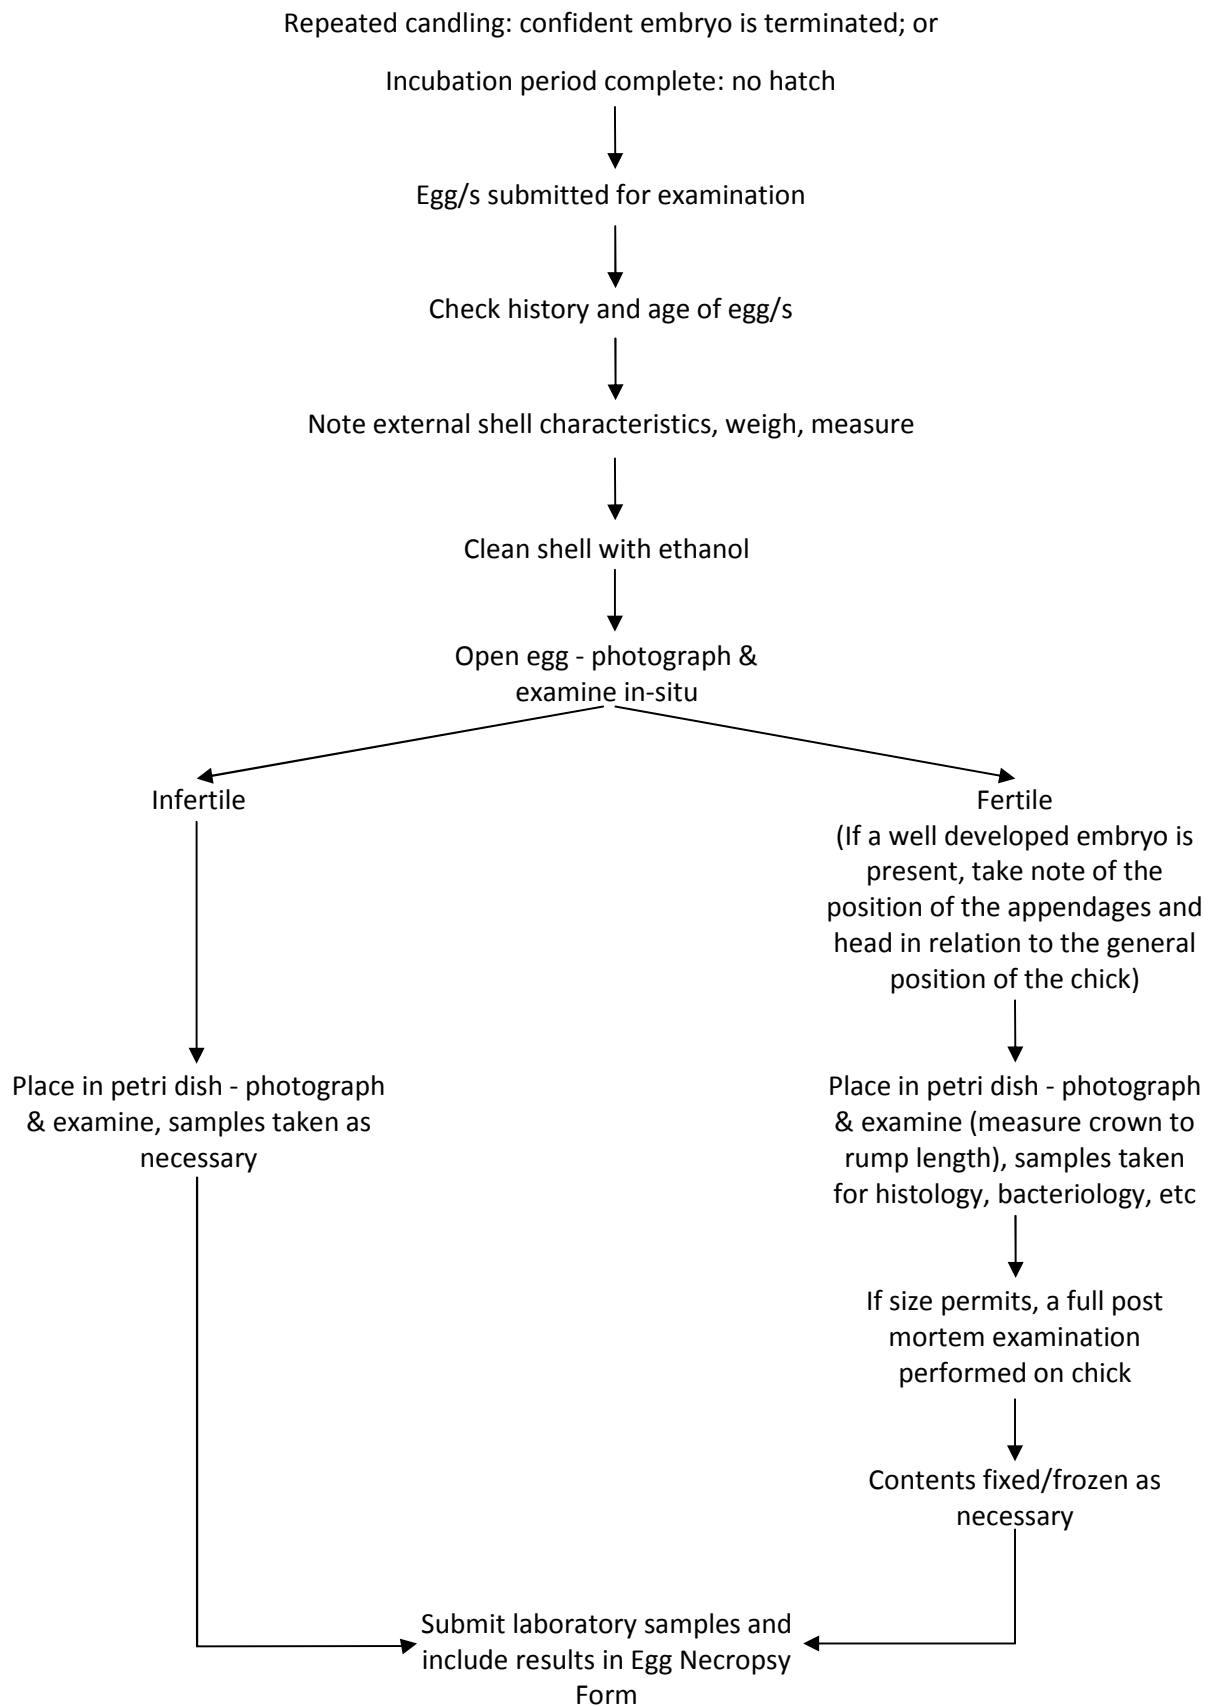 Repeated candling: confident embryo is terminated; or
Incubation period complete: no hatch
Egg/s submitted for examination
Check history and age of egg/s
Note external shell characteristics, weigh, measure
Clean shell with ethanol
Open egg - photograph &
examine in-situ
Infertile
Place in petri dish - photograph
& examine, samples taken as
necessary
Fertile
(If a well developed embryo is
present, take note of the
position of the appendages and
head in relation to the general
position of the chick)
Place in petri dish - photograph
& examine (measure crown to
rump length), samples taken
for histology, bacteriology, etc
If size permits, a full post
mortem examination
performed on chick
Contents fixed/frozen as
necessary
Submit laboratory samples and
include results in Egg Necropsy
Form